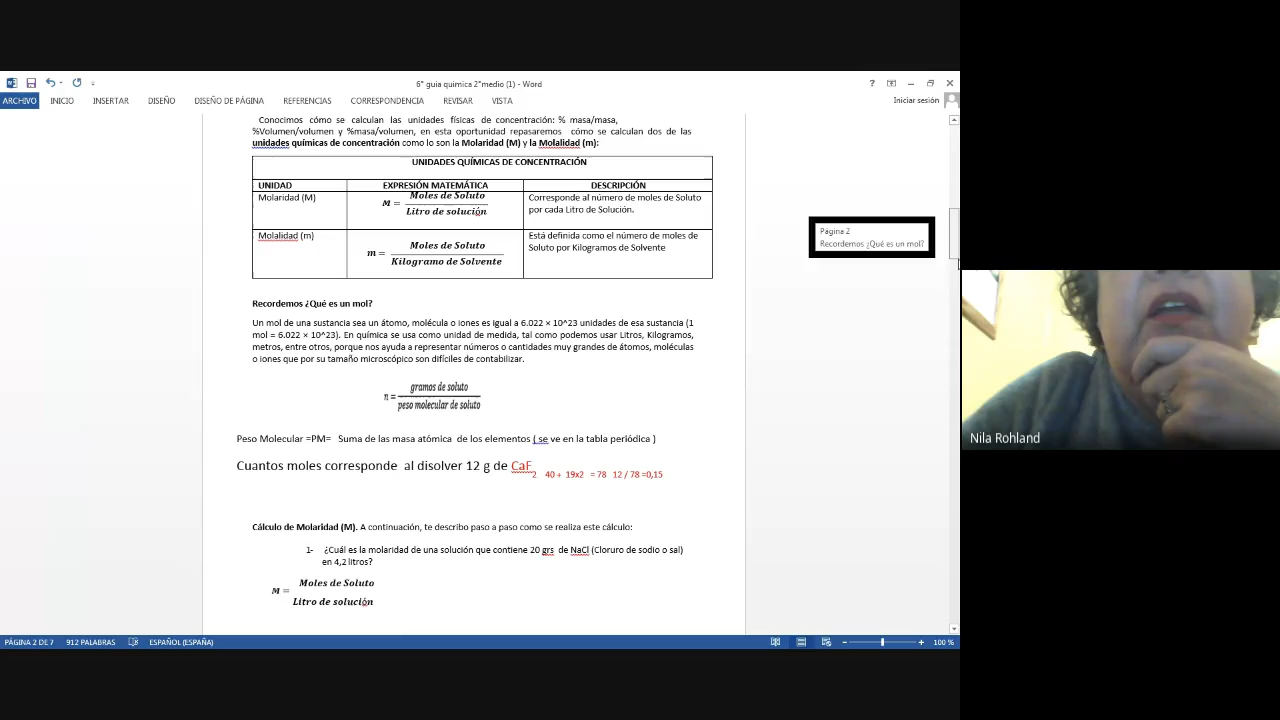 6° guia quimica 2°medio (1) - Word
?
ARCHIVO INICIO INSERTAR DISEÑO DISEÑO DE PÁGINA REFERENCIAS CORRESPONDENCIA REVISAR VISTA
Iniciar sesión
Conocimos cómo se calculan las unidades físicas de concentración: % masa/masa,
%Volumen/volumen y %masa/volumen, en esta oportunidad repasaremos cómo se calculan dos de las
unidades químicas de concentración como lo son la Molaridad (M) y la Molalidad (m):
UNIDADES QUÍMICAS DE CONCENTRACIÓN
UNIDAD EXPRESIÓN MATEMÁTICA DESCRIPCIÓN
Molaridad (M)
M = Moles de Soluto
Litro de solución
Corresponde al número de moles de Soluto
por cada Litro de Solución.
Molalidad (m)
m = Moles de Soluto
Kilogramo de Solvente
Está definida como el número de moles de
Soluto por Kilogramos de Solvente
Página 2
Recordemos ¿Qué es un mol?
Recordemos ¿Qué es un mol?
Un mol de una sustancia sea un átomo, molécula o iones es igual a 6.022 × 10^23 unidades de esa sustancia (1
mol = 6.022 × 10^23). En química se usa como unidad de medida, tal como podemos usar Litros, Kilogramos,
metros, entre otros, porque nos ayuda a representar números o cantidades muy grandes de átomos, moléculas
o iones que por su tamaño microscópico son difíciles de contabilizar.
n = gramos de soluto
peso molecular de soluto
Peso Molecular =PM= Suma de las masa atómica de los elementos ( se ve en la tabla periódica )
Cuantos moles corresponde al disolver 12 g de CaF2 40 + 19x2 = 78 12 / 78 =0,15
Cálculo de Molaridad (M). A continuación, te describo paso a paso como se realiza este cálculo:
1- ¿Cuál es la molaridad de una solución que contiene 20 grs de NaCl (Cloruro de sodio o sal)
en 4,2 litros?
M = Moles de Soluto
Litro de solución
PÁGINA 2 DE 7 912 PALABRAS ESPAÑOL (ESPAÑA) 100 %
Nila Rohland